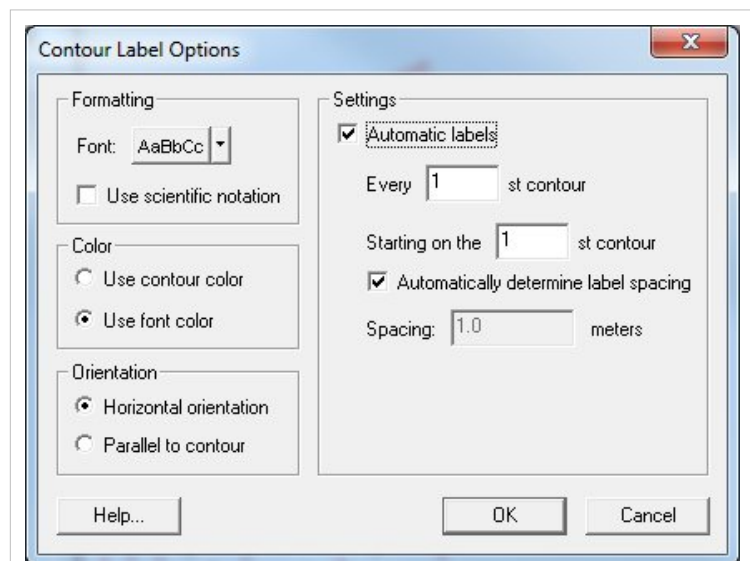 Contour Label Options
Formatting
Font: AaBbCc
Use scientific notation
Color
Use contour color
Use font color
Orientation
Horizontal orientation
Parallel to contour
Settings
Automatic labels
Every 1 st contour
Starting on the 1 st contour
Automatically determine label spacing
Spacing: 1.0 meters
Help...
OK
Cancel